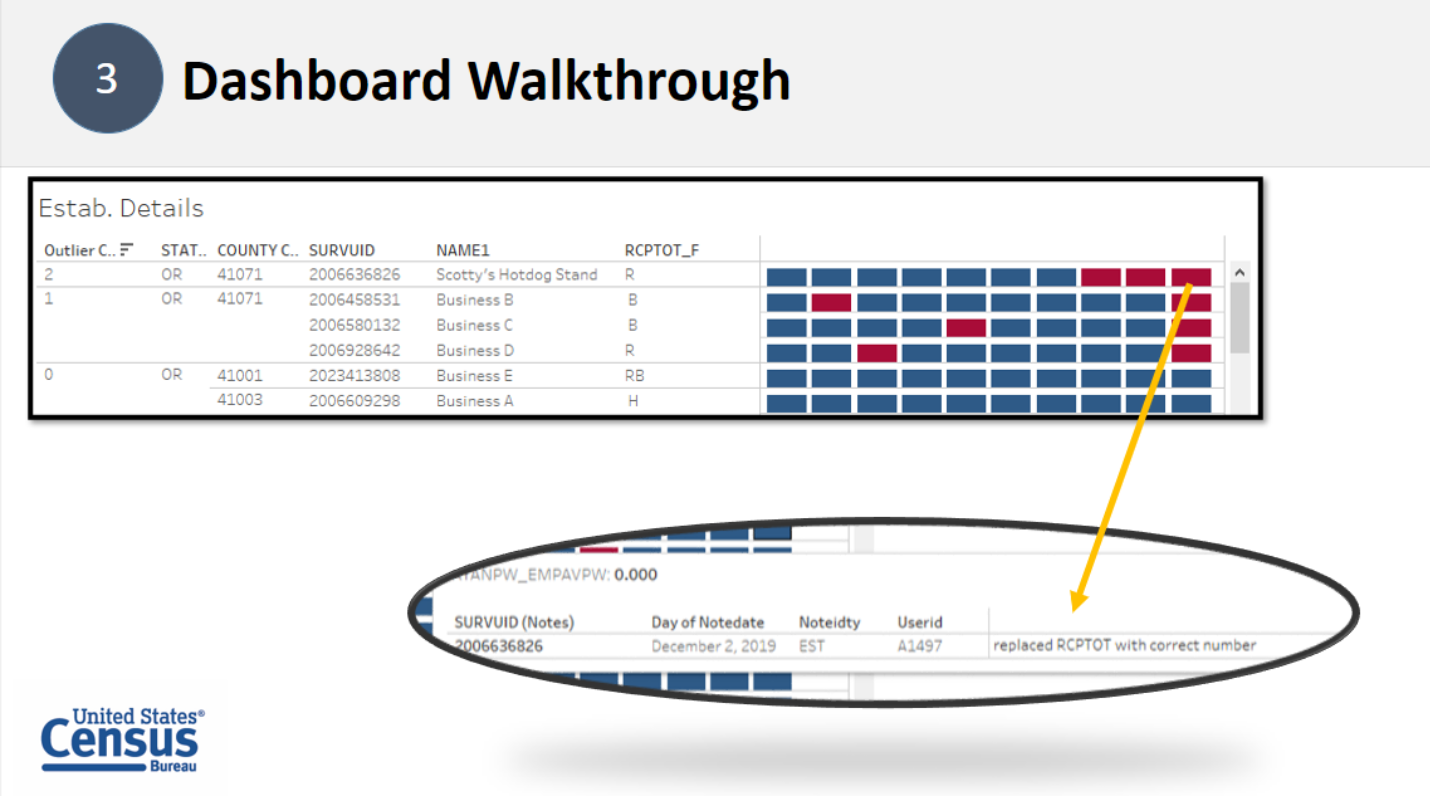 3 Dashboard Walkthrough
Estab. Details
Outlier C.. STAT.. COUNTY C.. SURVUID NAME1 RCPTOT_F
2 OR 41071 2006636826 Scotty's Hotdog Stand R
1 OR 41071 2006458531 Business B B
2006580132 Business C B
2006928642 Business D R
0 OR 41001 2023413808 Business E RB
41003 2006609298 Business A H
0.000
SURVUID (Notes) Day of Notedate Noteidty Userid
2006636826 December 2, 2019 EST A1497 replaced RCPTOT with correct number
United States®
Census
Bureau